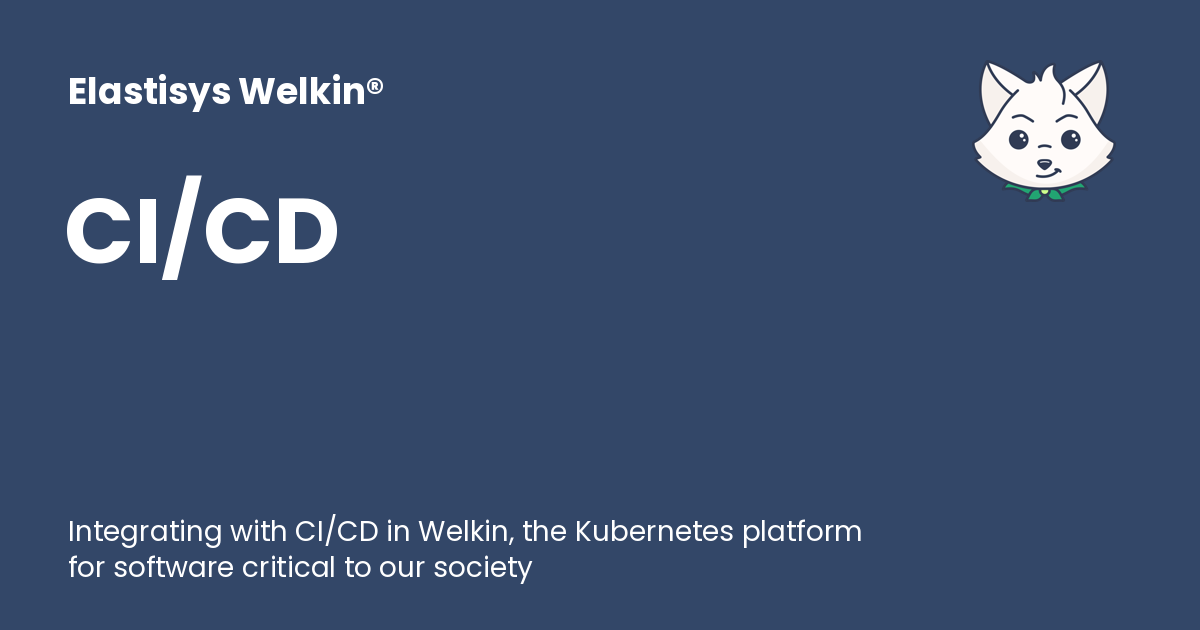 Elastisys Welkin®
CI/CD
Integrating with CI/CD in Welkin, the Kubernetes platform
for software critical to our society